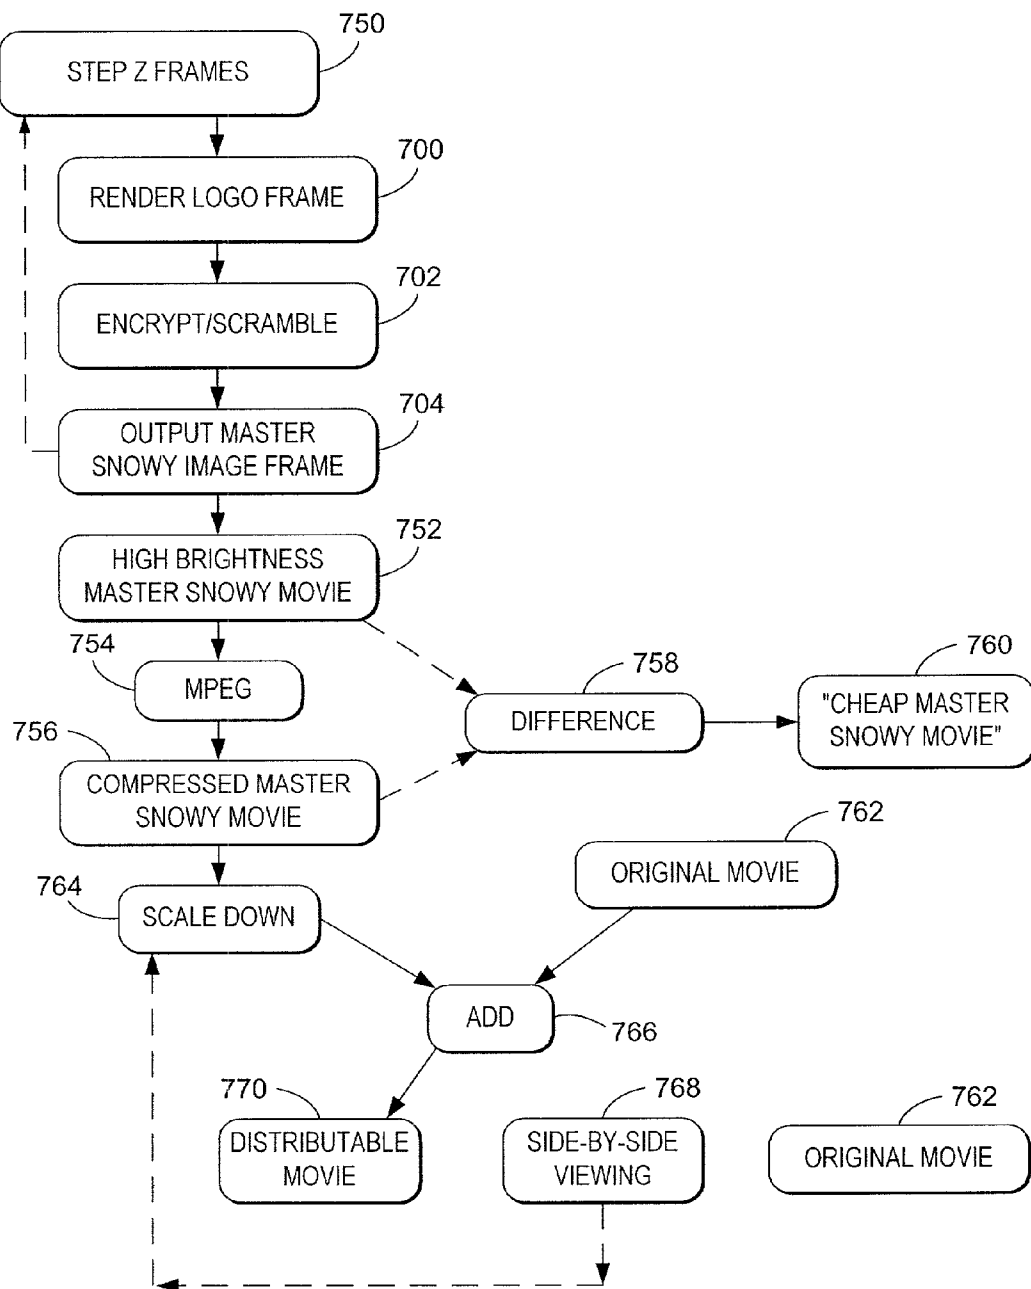 750
STEP Z FRAMES
700
RENDER LOGO FRAME
702
ENCRYPT/SCRAMBLE
704
OUTPUT MASTER
SNOWY IMAGE FRAME
752
HIGH BRIGHTNESS
MASTER SNOWY MOVIE
754
MPEG
758
DIFFERENCE
760
"CHEAP MASTER
SNOWY MOVIE"
756
COMPRESSED MASTER
SNOWY MOVIE
762
ORIGINAL MOVIE
764
SCALE DOWN
ADD
766
770
DISTRIBUTABLE
MOVIE
768
SIDE-BY-SIDE
VIEWING
762
ORIGINAL MOVIE